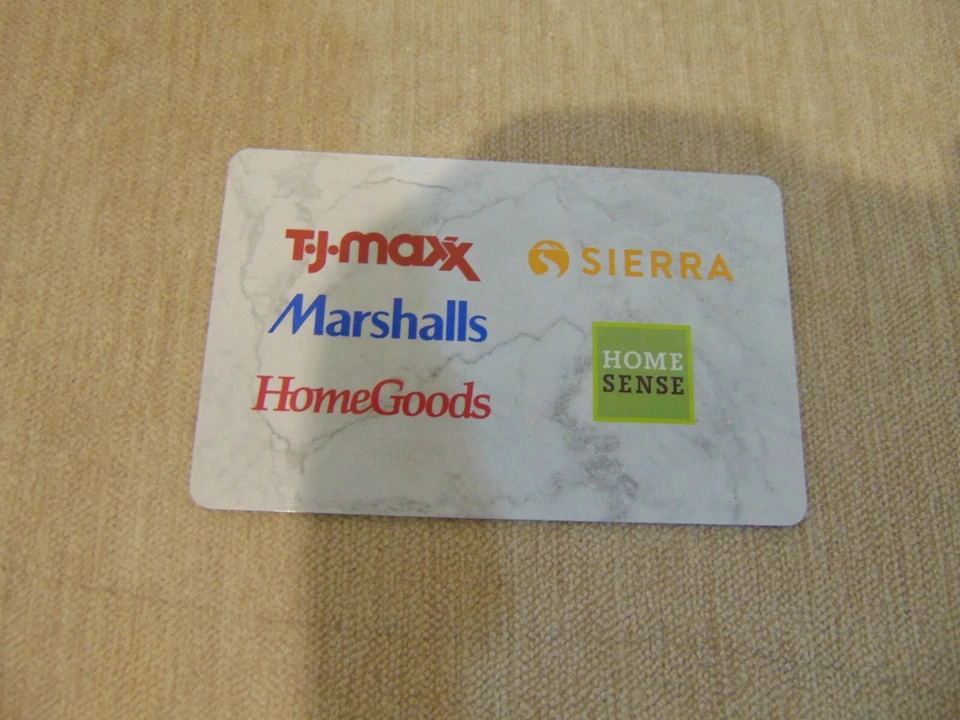 T·J·maxx
Marshalls
HomeGoods
SIERRA
HOME
SENSE